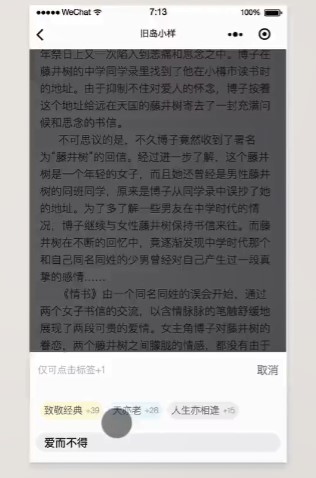 WeChat 7:13 100%
旧岛小样
年祭日上又一次陷入到悲痛和思念之中。博子在
藤井树的中学同学录里找到了他在小樽市读书时
的地址。由于抑制不住对爱人的怀念，博子按着
这个地址给远在天国的藤井树寄去了一封充满问
候和思念的书信。
不可思议的是，不久博子竟然收到了署名
为“藤井树”的回信。经过进一步了解，这个藤井
树是一个年轻的女子，而且她还曾经是男性藤井
树的同班同学，原来是博子从同学录中误抄了她
的地址。为了多了解一些男友在中学时代的情
况，博子继续与女性藤井树保持书信来往。而藤
井树在不断的回忆中，竟逐渐发现中学时代那个
和自己同名同姓的少男曾经对自己产生过一段真
挚的感情……
《情书》由一个同名同姓的误会开始，通过
两个女子书信的交流，以含情脉脉的笔触舒缓地
展现了两段可贵的爱情。女主角博子对藤井树的
眷恋，两个藤井树之间朦胧的情感，都没有由于
仅可点击标签+1 取消
致敬经典 +39 天亦老 +28 人生亦相逢 +15
爱而不得